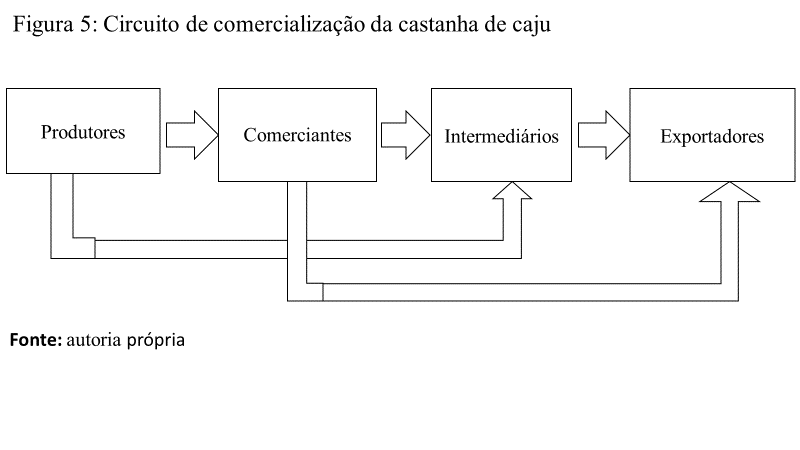 Figura 5: Circuito de comercialização da castanha de caju
Produtores
Comerciantes
Intermediários
Exportadores
Fonte: autoria própria